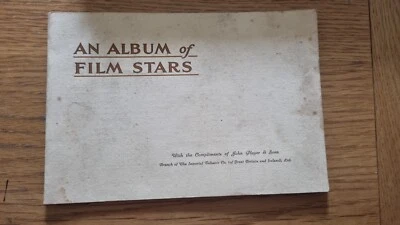 AN ALBUM of
FILM STARS
With the Compliments of John Player & Sons
Branch of The Imperial Tobacco Co. (of Great Britain and Ireland), Ltd.